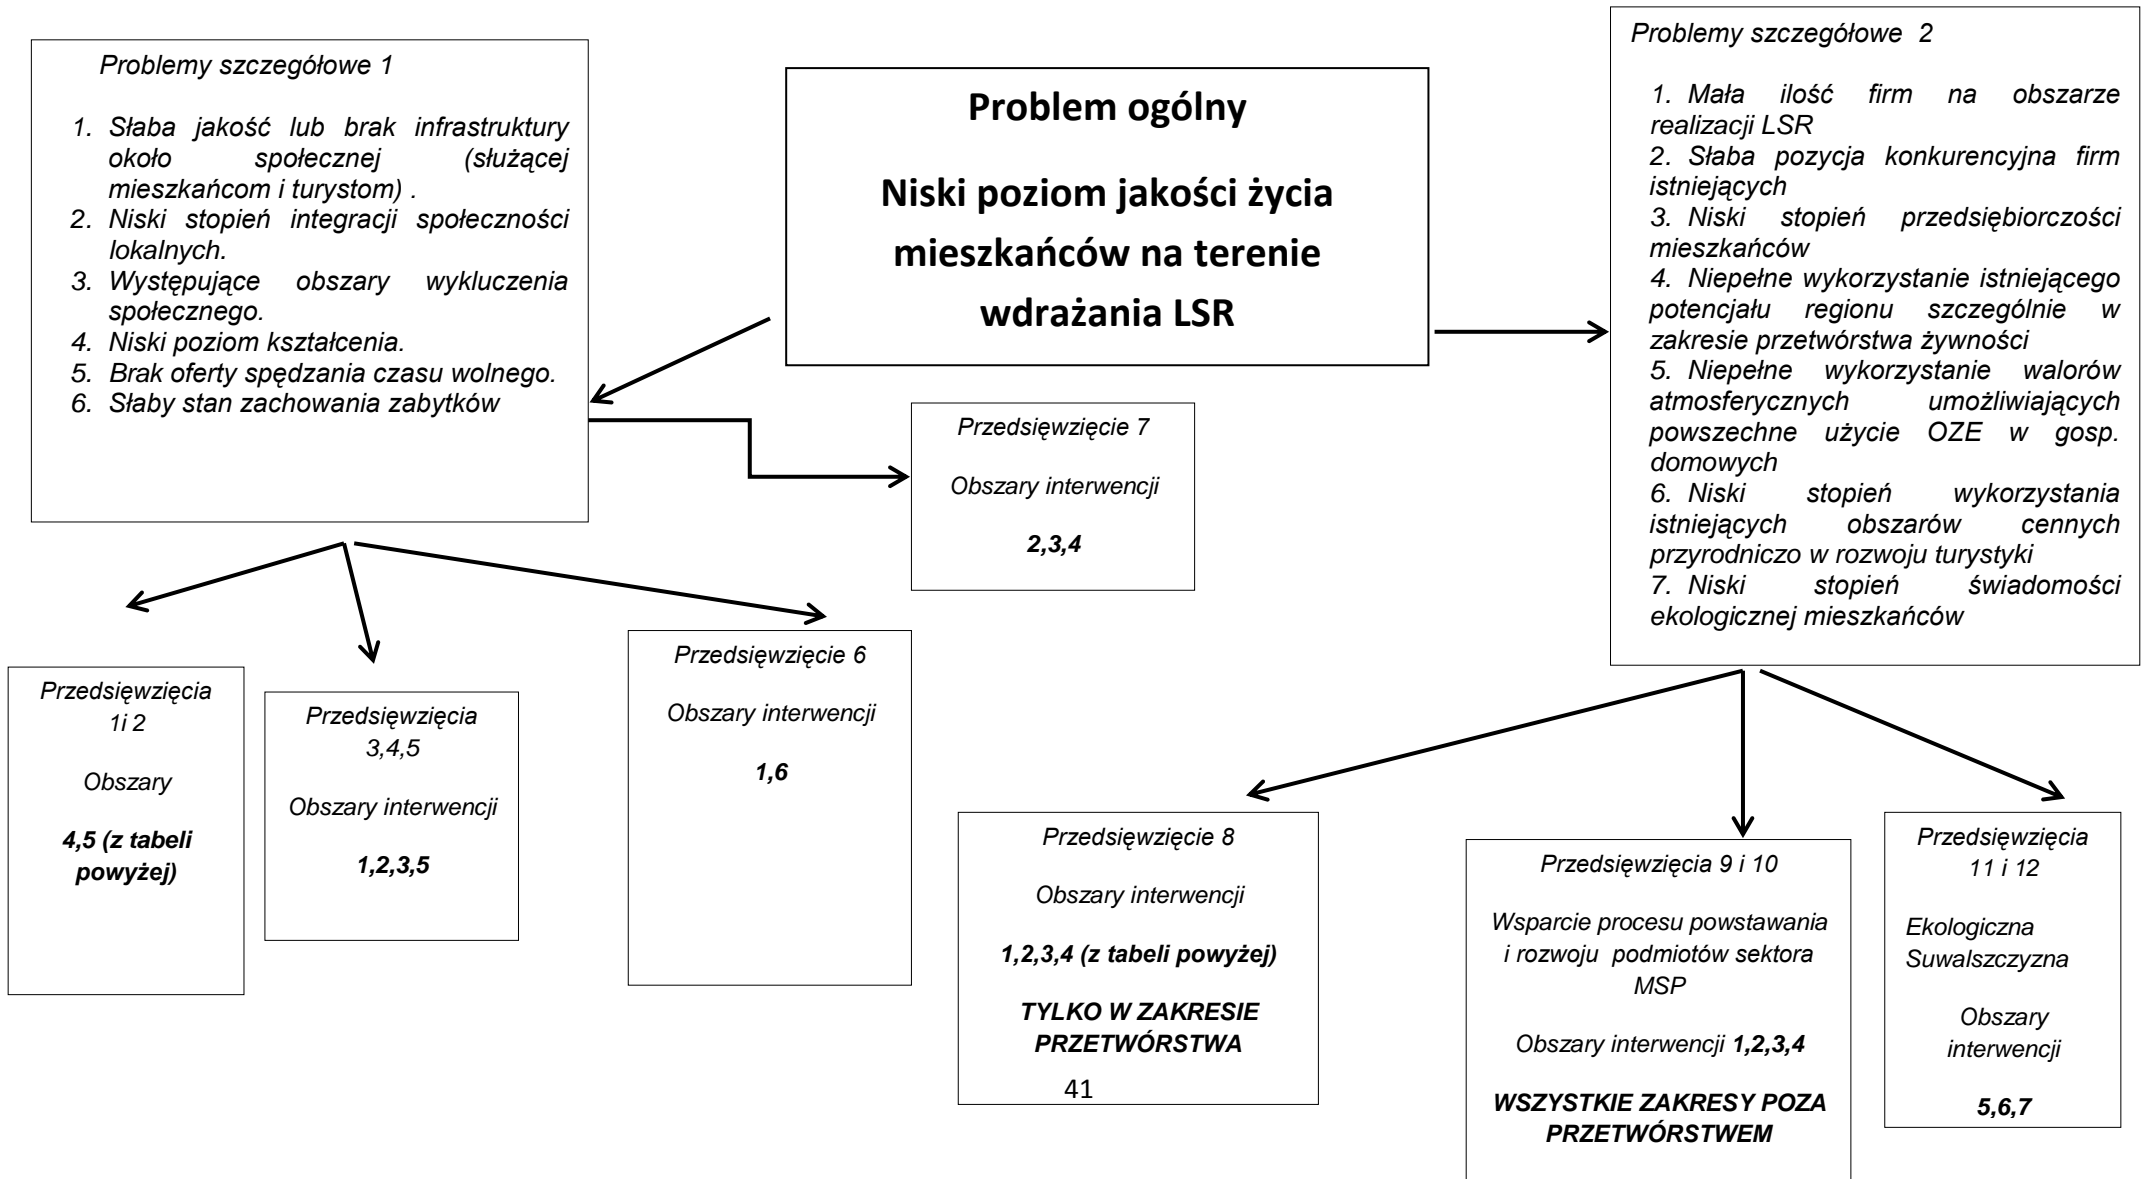 Problemy szczegółowe 1
1. Słaba jakość lub brak infrastruktury
około społecznej (służącej
mieszkańcom i turystom) .
2. Niski stopień integracji społeczności
lokalnych.
3. Występujące obszary wykluczenia
społecznego.
4. Niski poziom kształcenia.
5. Brak oferty spędzania czasu wolnego.
6. Słaby stan zachowania zabytków
Problem ogólny
Niski poziom jakości życia
mieszkańców na terenie
wdrażania LSR
Problemy szczegółowe 2
1. Mała ilość firm na obszarze
realizacji LSR
2. Słaba pozycja konkurencyjna firm
istniejących
3. Niski stopień przedsiębiorczości
mieszkańców
4. Niepełne wykorzystanie istniejącego
potencjału regionu szczególnie w
zakresie przetwórstwa żywności
5. Niepełne wykorzystanie walorów
atmosferycznych umożliwiających
powszechne użycie OZE w gosp.
domowych
6. Niski stopień wykorzystania
istniejących obszarów cennych
przyrodniczo w rozwoju turystyki
7. Niski stopień świadomości
ekologicznej mieszkańców
Przedsięwzięcie 7
Obszary interwencji
2,3,4
Przedsięwzięcia
1i 2
Obszary
4,5 (z tabeli
powyżej)
Przedsięwzięcia
3,4,5
Obszary interwencji
1,2,3,5
Przedsięwzięcie 6
Obszary interwencji
1,6
Przedsięwzięcie 8
Obszary interwencji
1,2,3,4 (z tabeli powyżej)
TYLKO W ZAKRESIE
PRZETWÓRSTWA
Przedsięwzięcia 9 i 10
Wsparcie procesu powstawania
i rozwoju podmiotów sektora
MSP
Obszary interwencji 1,2,3,4
WSZYSTKIE ZAKRESY POZA
PRZETWÓRSTWEM
Przedsięwzięcia
11 i 12
Ekologiczna
Suwalszczyzna
Obszary
interwencji
5,6,7
41